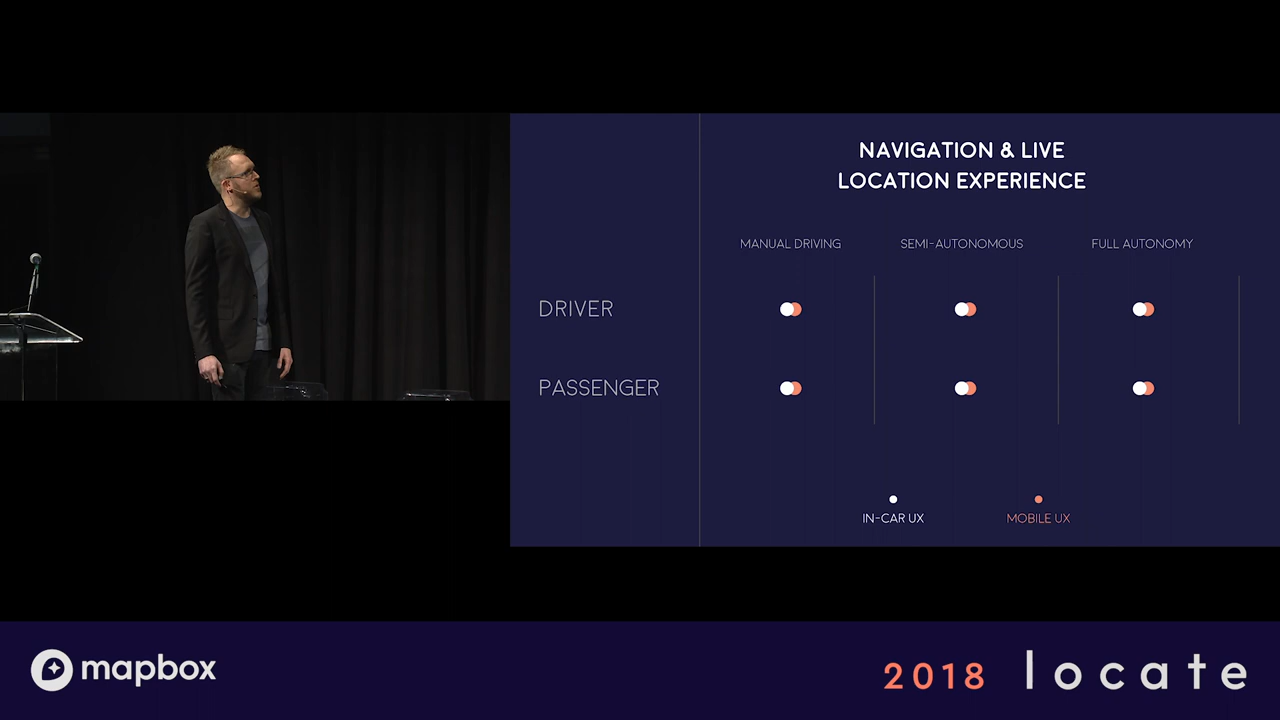 NAVIGATION & LIVE
LOCATION EXPERIENCE
MANUAL DRIVING
SEMI-AUTONOMOUS
FULL AUTONOMY
DRIVER
PASSENGER
IN-CAR UX
MOBILE UX
mapbox
2018 locate